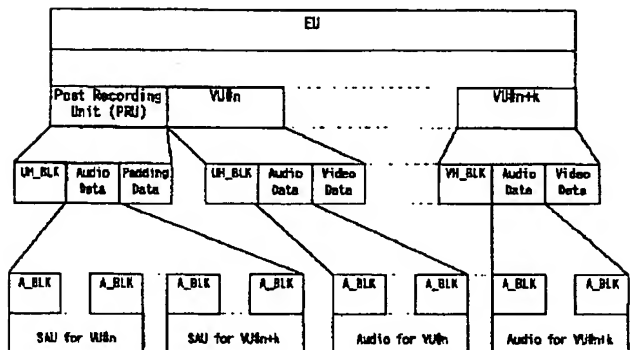 EU
Post Recording Unit (PRU)
VU#n
VU#n+k
UH_BLK
Audio Data
Padding Data
UH_BLK
Audio Data
Video Data
VH_BLK
Audio Data
Video Data
A_BLK
A_BLK
A_BLK
A_BLK
A_BLK
A_BLK
A_BLK
A_BLK
SAU for VU#n
SAU for VU#n+k
Audio for VU#n
Audio for VU#n+k